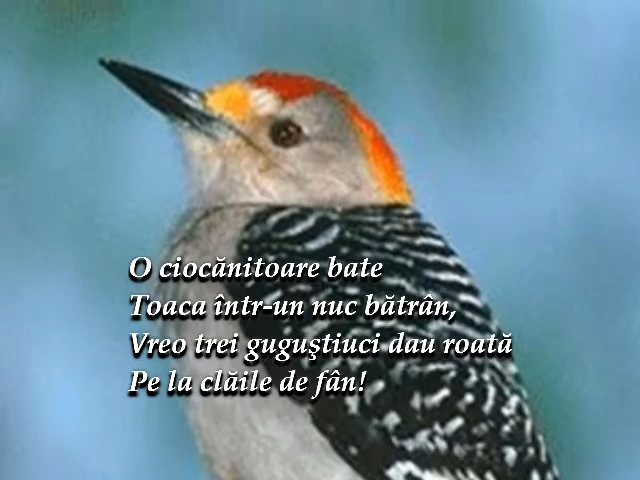 O ciocănitoare bate
Toaca într-un nuc bătrân,
Vreo trei guguştiuci dau roată
Pe la clăile de fân!